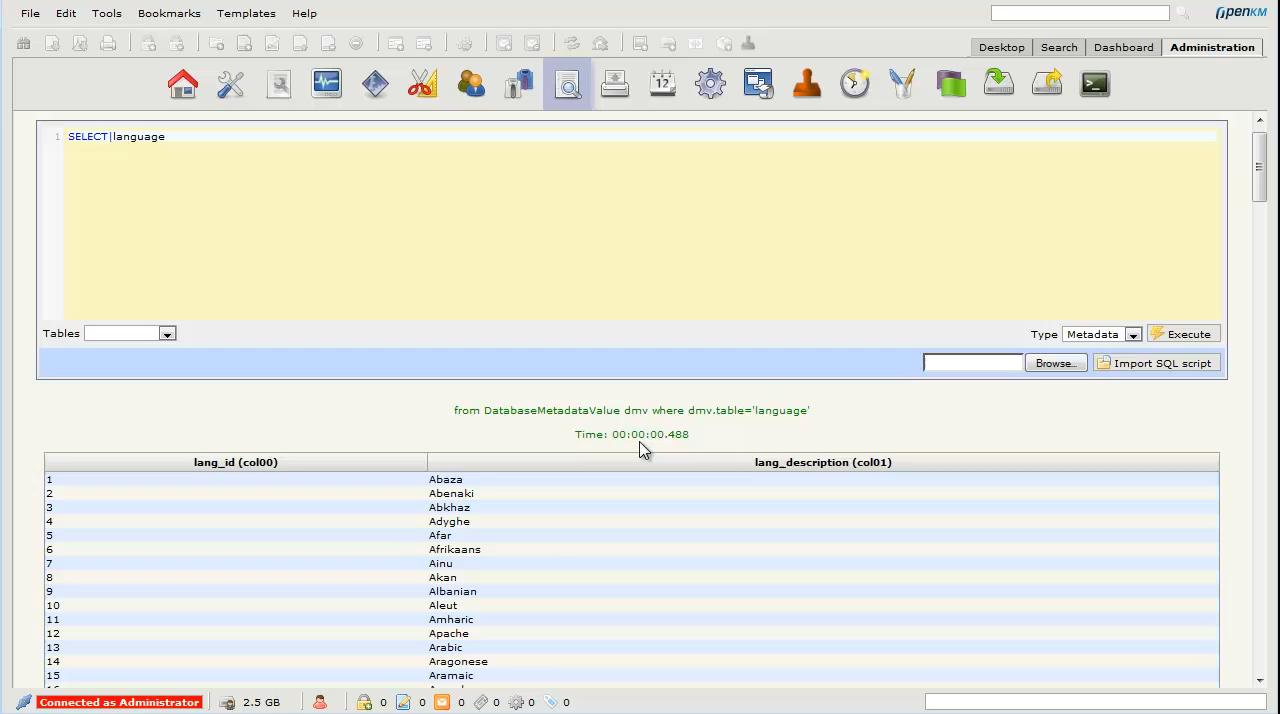 File Edit Tools Bookmarks Templates Help
OPENKM
Desktop Search Dashboard Administration
12
1 SELECT|language
Tables
Type Metadata Execute
Browse... Import SQL script
from DatabaseMetadataValue dmv where dmv.table='language'
Time: 00:00:00.488
lang_id (col00) lang_description (col01)
1 Abaza
2 Abenaki
3 Abkhaz
4 Adyghe
5 Afar
6 Afrikaans
7 Ainu
8 Akan
9 Albanian
10 Aleut
11 Amharic
12 Apache
13 Arabic
14 Aragonese
15 Aramaic
Connected as Administrator 2.5 GB 0 0 0 0 0 0